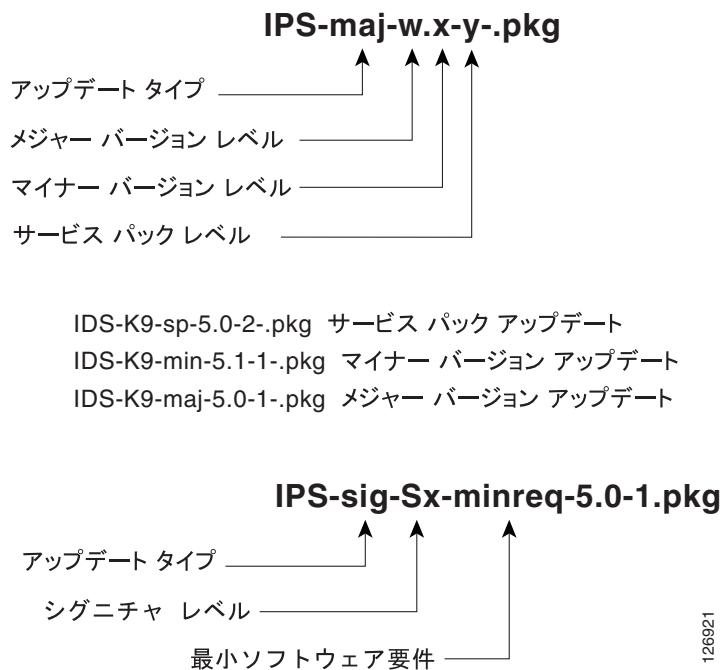 IPS-maj-w.x-y-.pkg
アップデート タイプ
メジャー バージョン レベル
マイナー バージョン レベル
サービス パック レベル
IDS-K9-sp-5.0-2-.pkg サービス パック アップデート
IDS-K9-min-5.1-1-.pkg マイナー バージョン アップデート
IDS-K9-maj-5.0-1-.pkg メジャー バージョン アップデート
IPS-sig-Sx-minreq-5.0-1.pkg
アップデート タイプ
シグニチャ レベル
最小ソフトウェア要件
126921